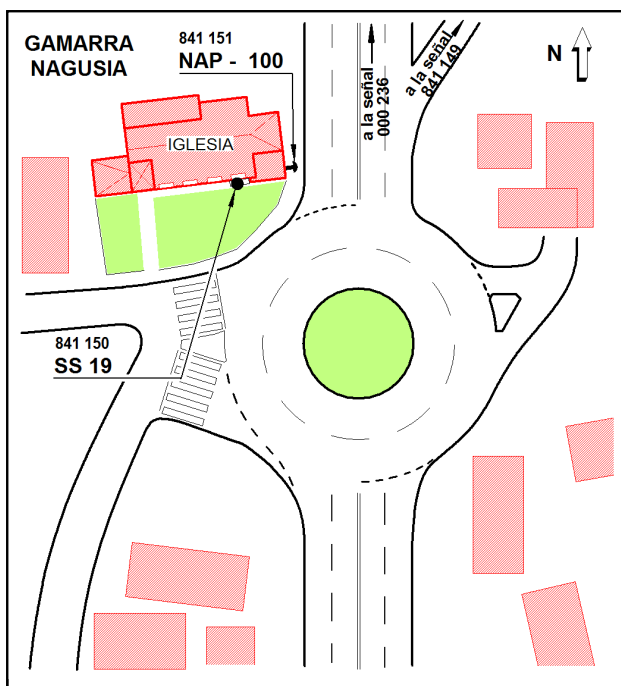 GAMARRA
NAGUSIA
841 151
NAP - 100
a la señal
000 236
a la señal
841 149
N
IGLESIA
841 150
SS 19